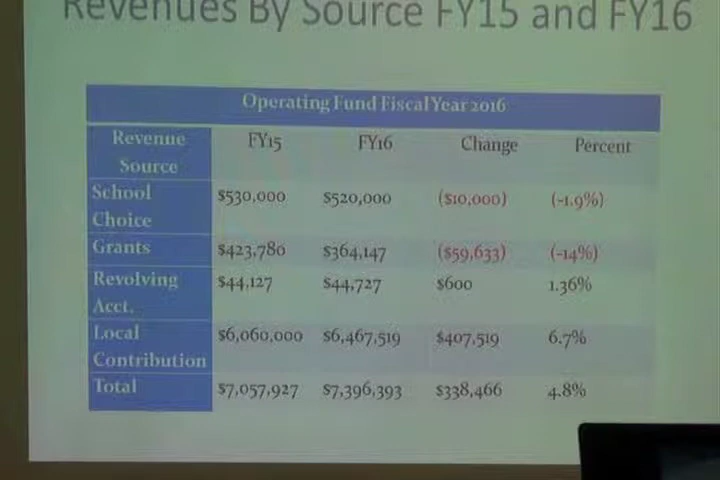 Revenues By Source FY15 and FY16
Operating Fund Fiscal Year 2016
Revenue Source FY15 FY16 Change Percent
School Choice $530,000 $520,000 ($10,000) (-1.9%)
Grants $423,780 $364,147 ($59,633) (-14%)
Revolving Acct. $44,127 $44,727 $600 1.36%
Local Contribution $6,060,000 $6,467,519 $407,519 6.7%
Total $7,057,927 $7,396,393 $338,466 4.8%